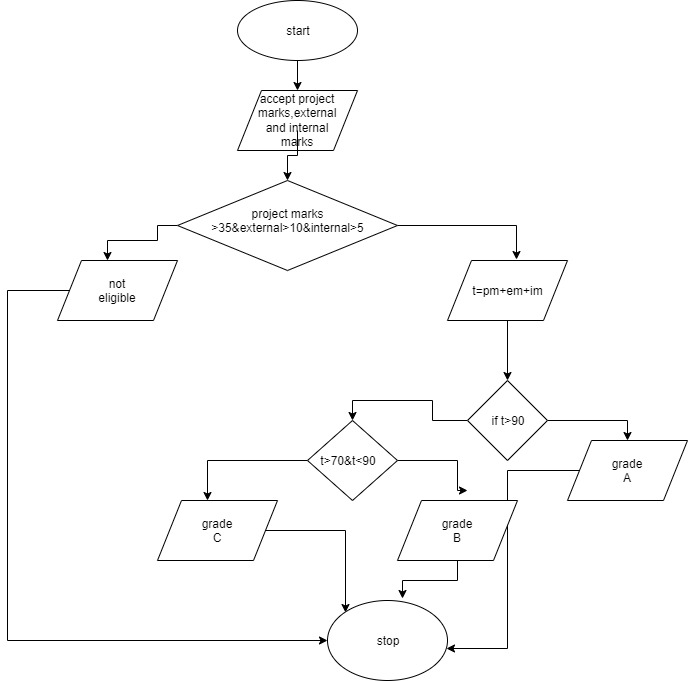 start
accept project
marks,external
and internal
marks
project marks
>35&external>10&internal>5
not
eligible
t=pm+em+im
if t>90
t>70&t<90
grade
A
grade
C
grade
B
stop